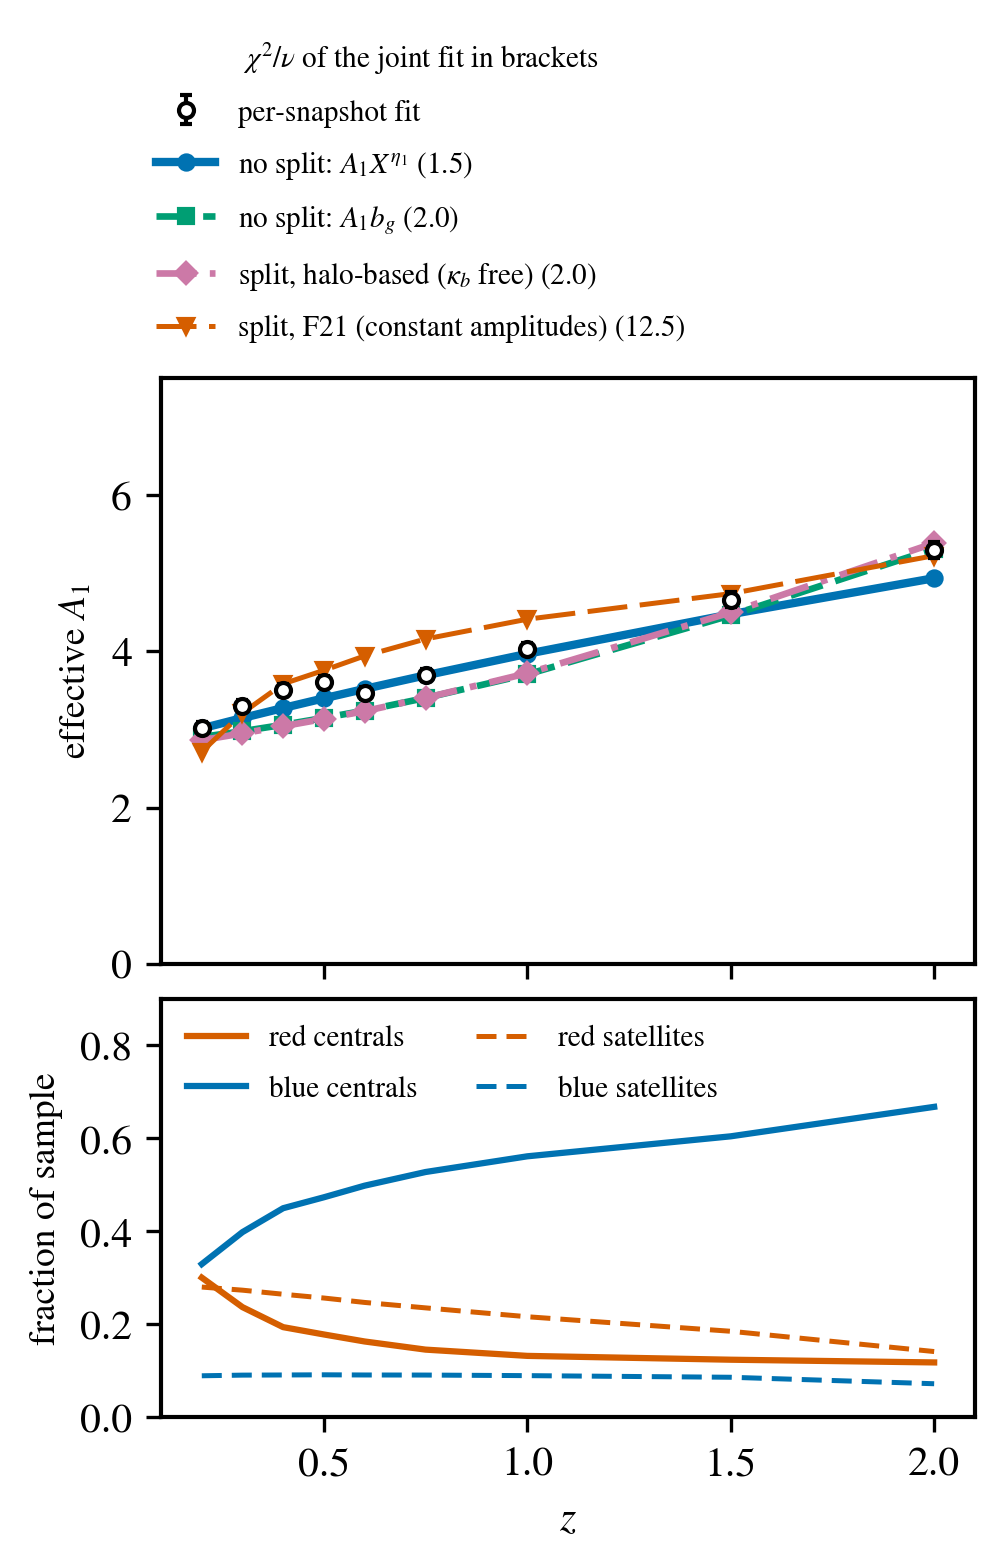 χ²/ν of the joint fit in brackets
per-snapshot fit
no split: A₁X^η₁ (1.5)
no split: A₁b_g (2.0)
split, halo-based (κ_b free) (2.0)
split, F21 (constant amplitudes) (12.5)
effective A₁
6
4
2
0
fraction of sample
red centrals red satellites
blue centrals blue satellites
0.8
0.6
0.4
0.2
0.0
0.5 1.0 1.5 2.0
z